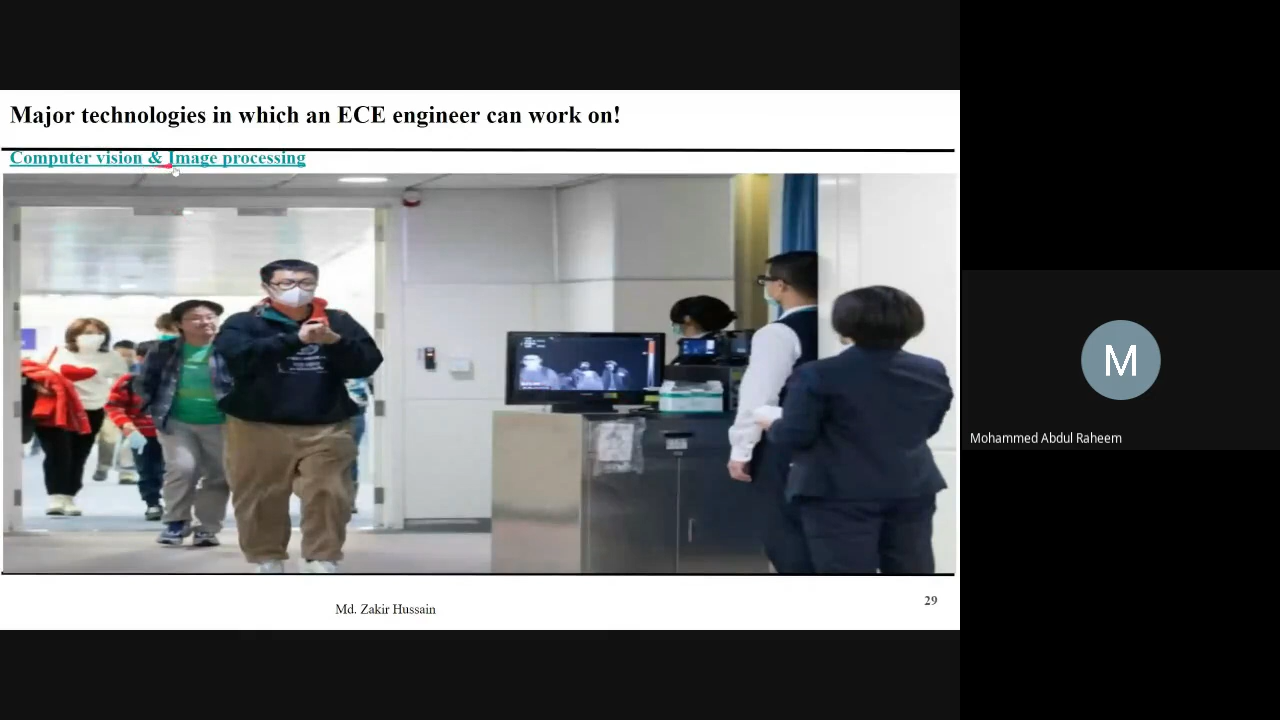 Major technologies in which an ECE engineer can work on!
Computer vision & Image processing
Md. Zakir Hussain
29
M
Mohammed Abdul Raheem